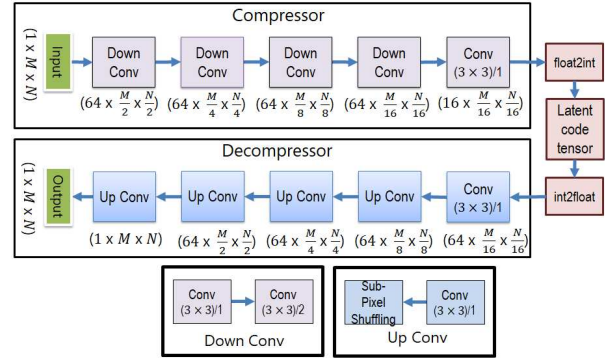 Compressor
(1 x M x N)
Input
Down Conv
(64 x M/2 x N/2)
Down Conv
(64 x M/4 x N/4)
Down Conv
(64 x M/8 x N/8)
Down Conv
(64 x M/16 x N/16)
Conv
(3 × 3)/1
(16 x M/16 x N/16)
float2int
Latent
code
tensor
int2float
Decompressor
(1 x M x N)
Output
Up Conv
(1 x M x N)
Up Conv
(64 x M/2 x N/2)
Up Conv
(64 x M/4 x N/4)
Up Conv
(64 x M/8 x N/8)
Conv
(3 × 3)/1
(64 x M/16 x N/16)
Conv
(3 × 3)/1
Conv
(3 × 3)/2
Down Conv
Sub-
Pixel
Shuffling
Conv
(3 × 3)/1
Up Conv